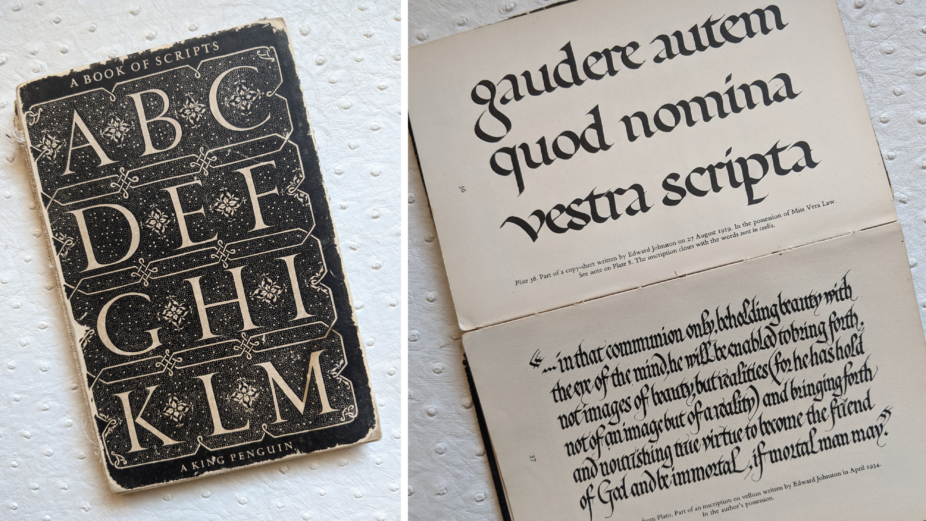 A BOOK OF SCRIPTS
A B C
D E F
G H I
K L M
A KING PENGUIN
gaudere autem
quod nomina
vestra scripta
36
Plate 36. Part of a copy-sheet written by Edward Johnston on 27 August 1919. In the possession of Miss Vera Law.
See note on Plate 8. The inscription closes with the words sunt in coelis.
“... in that communion only, beholding beauty with
the eye of the mind, he will be enabled to bring forth,
not images of beauty, but realities (for he has hold
not of an image but of a reality) and bringing forth
and nourishing true virtue to become the friend
of God and be immortal, if mortal man may”
37
from Plato. Part of an inscription on vellum written by Edward Johnston in April 1934.
In the author's possession.